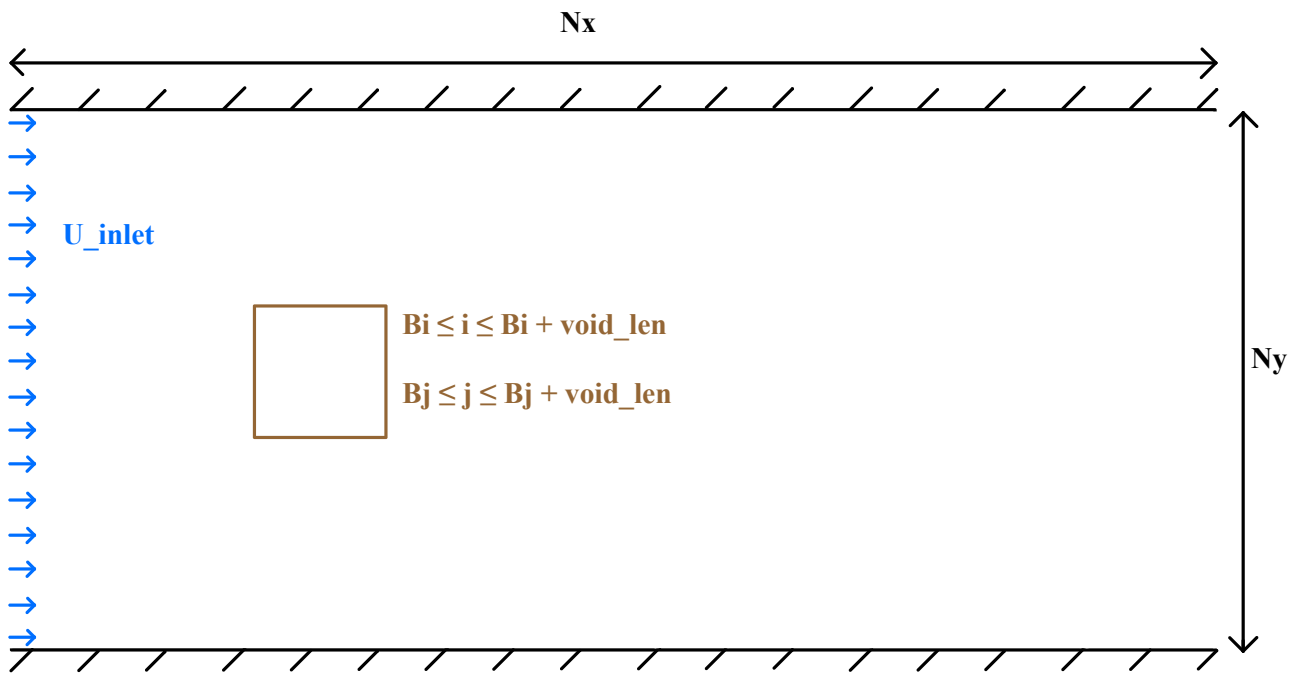 Nx
U_inlet
Bi ≤ i ≤ Bi + void_len
Ny
Bj ≤ j ≤ Bj + void_len